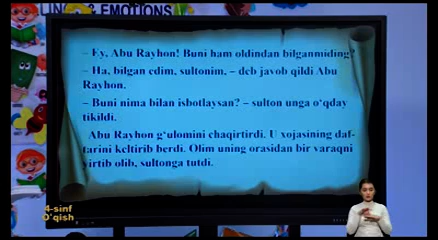 LING & EMOTIONS
– Ey, Abu Rayhon! Buni ham oldindan bilganmiding?
– Ha, bilgan edim, sultonim, – deb javob qildi Abu
Rayhon.
– Buni nima bilan isbotlaysan? – sulton unga o‘qday
tikildi.
Abu Rayhon g‘ulomini chaqirtirdi. U xojasining daf-
tarini keltirib berdi. Olim uning orasidan bir varaqni
yirtib olib, sultonga tutdi.
4-sinf
O‘qish